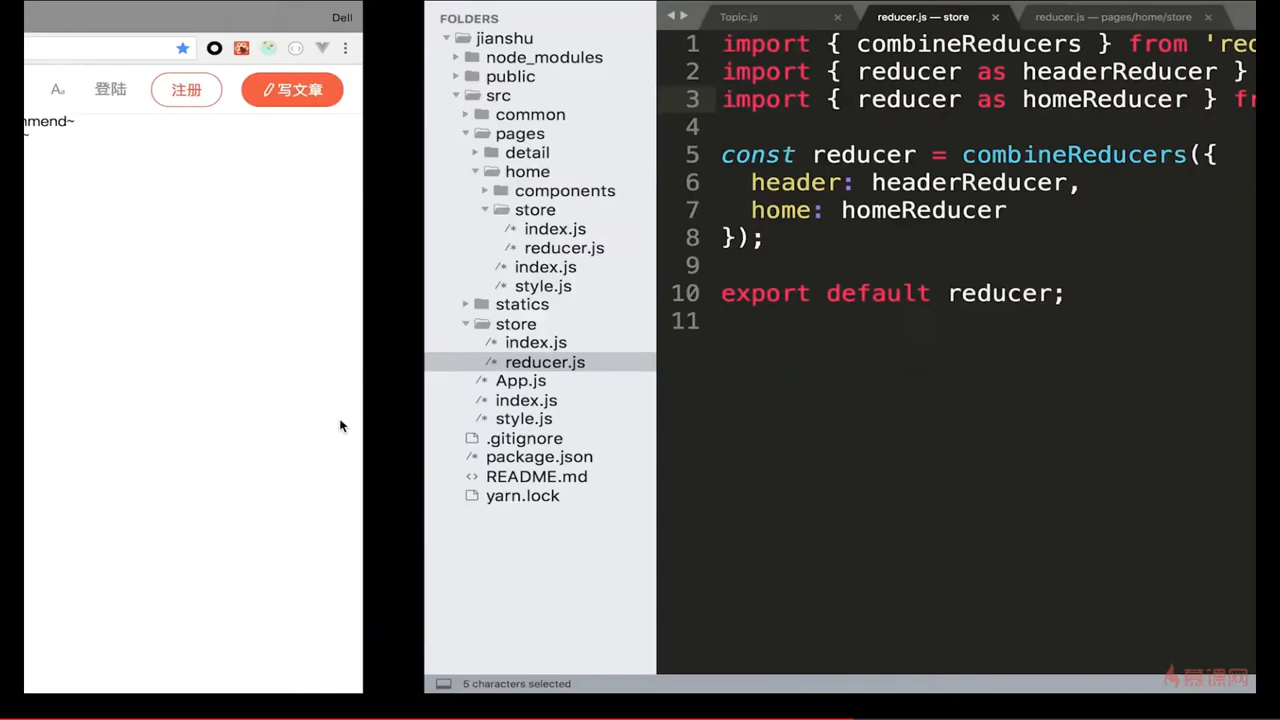 Dell
Aa 登陆 注册 写文章
mmend~
~
FOLDERS
jianshu
node_modules
public
src
common
pages
detail
home
components
store
index.js
reducer.js
index.js
style.js
statics
store
index.js
reducer.js
App.js
index.js
style.js
.gitignore
package.json
README.md
yarn.lock
5 characters selected
Topic.js × reducer.js — store × reducer.js — pages/home/store ×
1 import { combineReducers } from 'red
2 import { reducer as headerReducer }
3 import { reducer as homeReducer } fr
4
5 const reducer = combineReducers({
6 header: headerReducer,
7 home: homeReducer
8 });
9
10 export default reducer;
11
慕课网